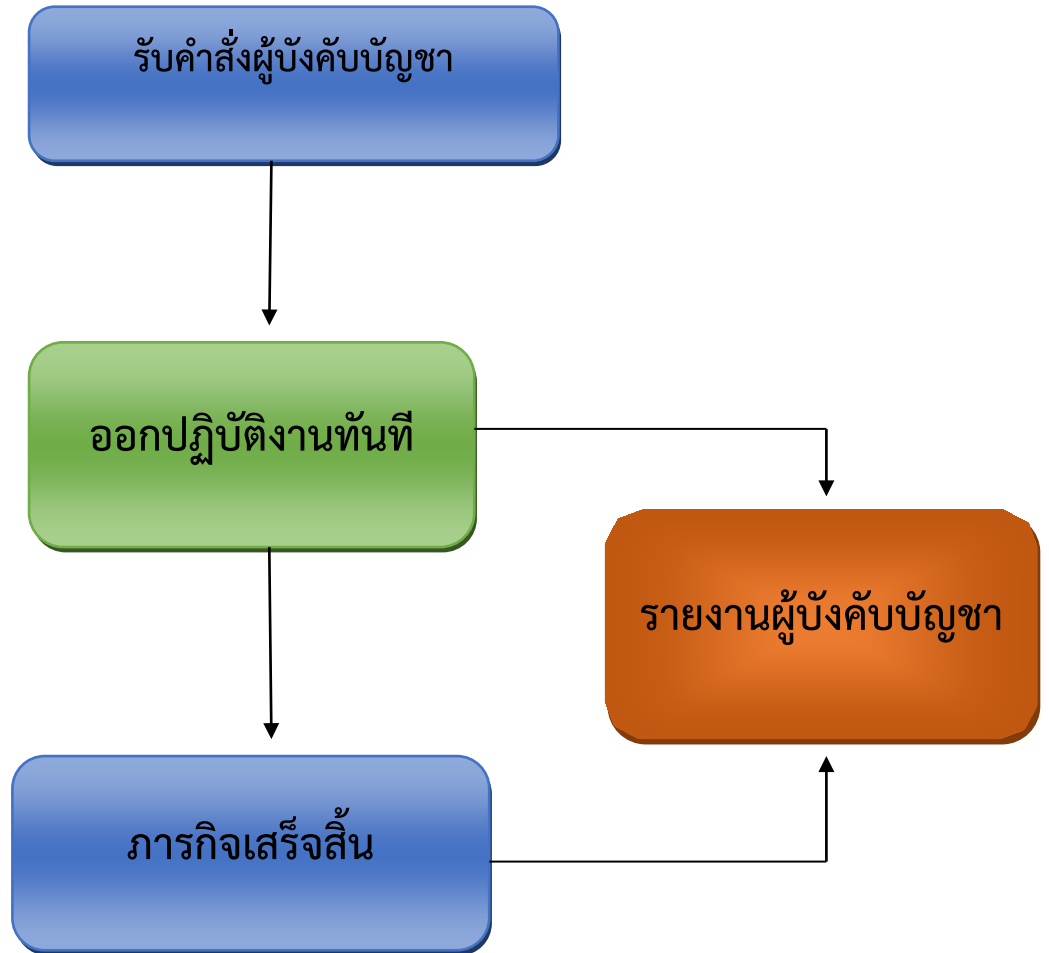 รับคำสั่งผู้บังคับบัญชา
ออกปฏิบัติงานทันที
รายงานผู้บังคับบัญชา
ภารกิจเสร็จสิ้น